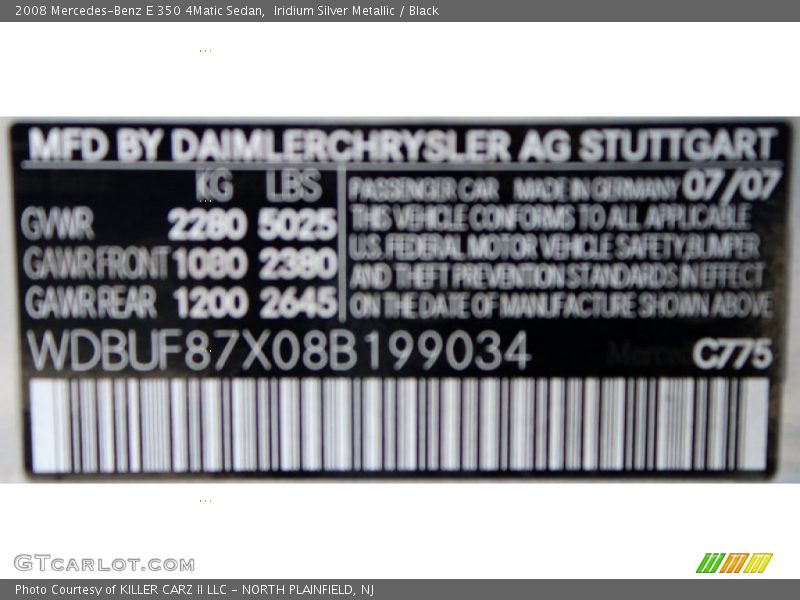 2008 Mercedes-Benz E 350 4Matic Sedan,  Iridium Silver Metallic / Black
MFD BY DAIMLERCHRYSLER AG STUTTGART
KG LBS
GVWR 2280 5025
GAWR FRONT 1080 2380
GAWR REAR 1200 2645
PASSENGER CAR MADE IN GERMANY 07/07
THIS VEHICLE CONFORMS TO ALL APPLICABLE
U.S. FEDERAL MOTOR VEHICLE SAFETY, BUMPER
AND THEFT PREVENTION STANDARDS IN EFFECT
ON THE DATE OF MANUFACTURE SHOWN ABOVE
WDBUF87X08B199034
C775
GTCARLOT.COM
Photo Courtesy of KILLER CARZ II LLC - NORTH PLAINFIELD, NJ